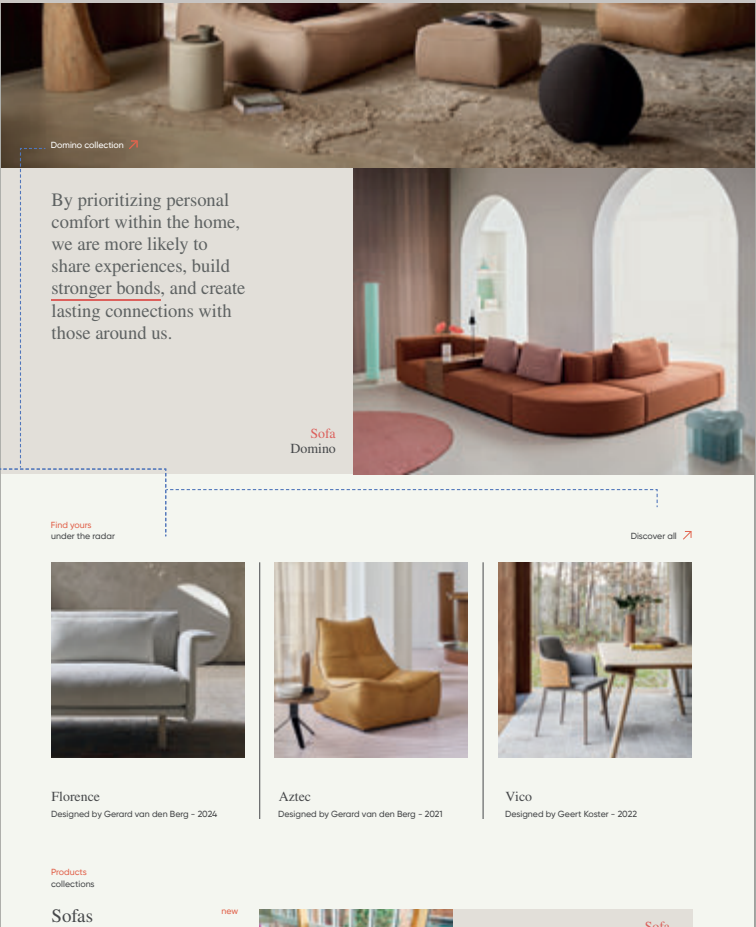 Domino collection
By prioritizing personal
comfort within the home,
we are more likely to
share experiences, build
stronger bonds, and create
lasting connections with
those around us.
Sofa
Domino
Find yours
under the radar
Discover all
Florence
Designed by Gerard van den Berg - 2024
Aztec
Designed by Gerard van den Berg - 2021
Vico
Designed by Geert Koster - 2022
Products
collections
Sofas
new
Sofa